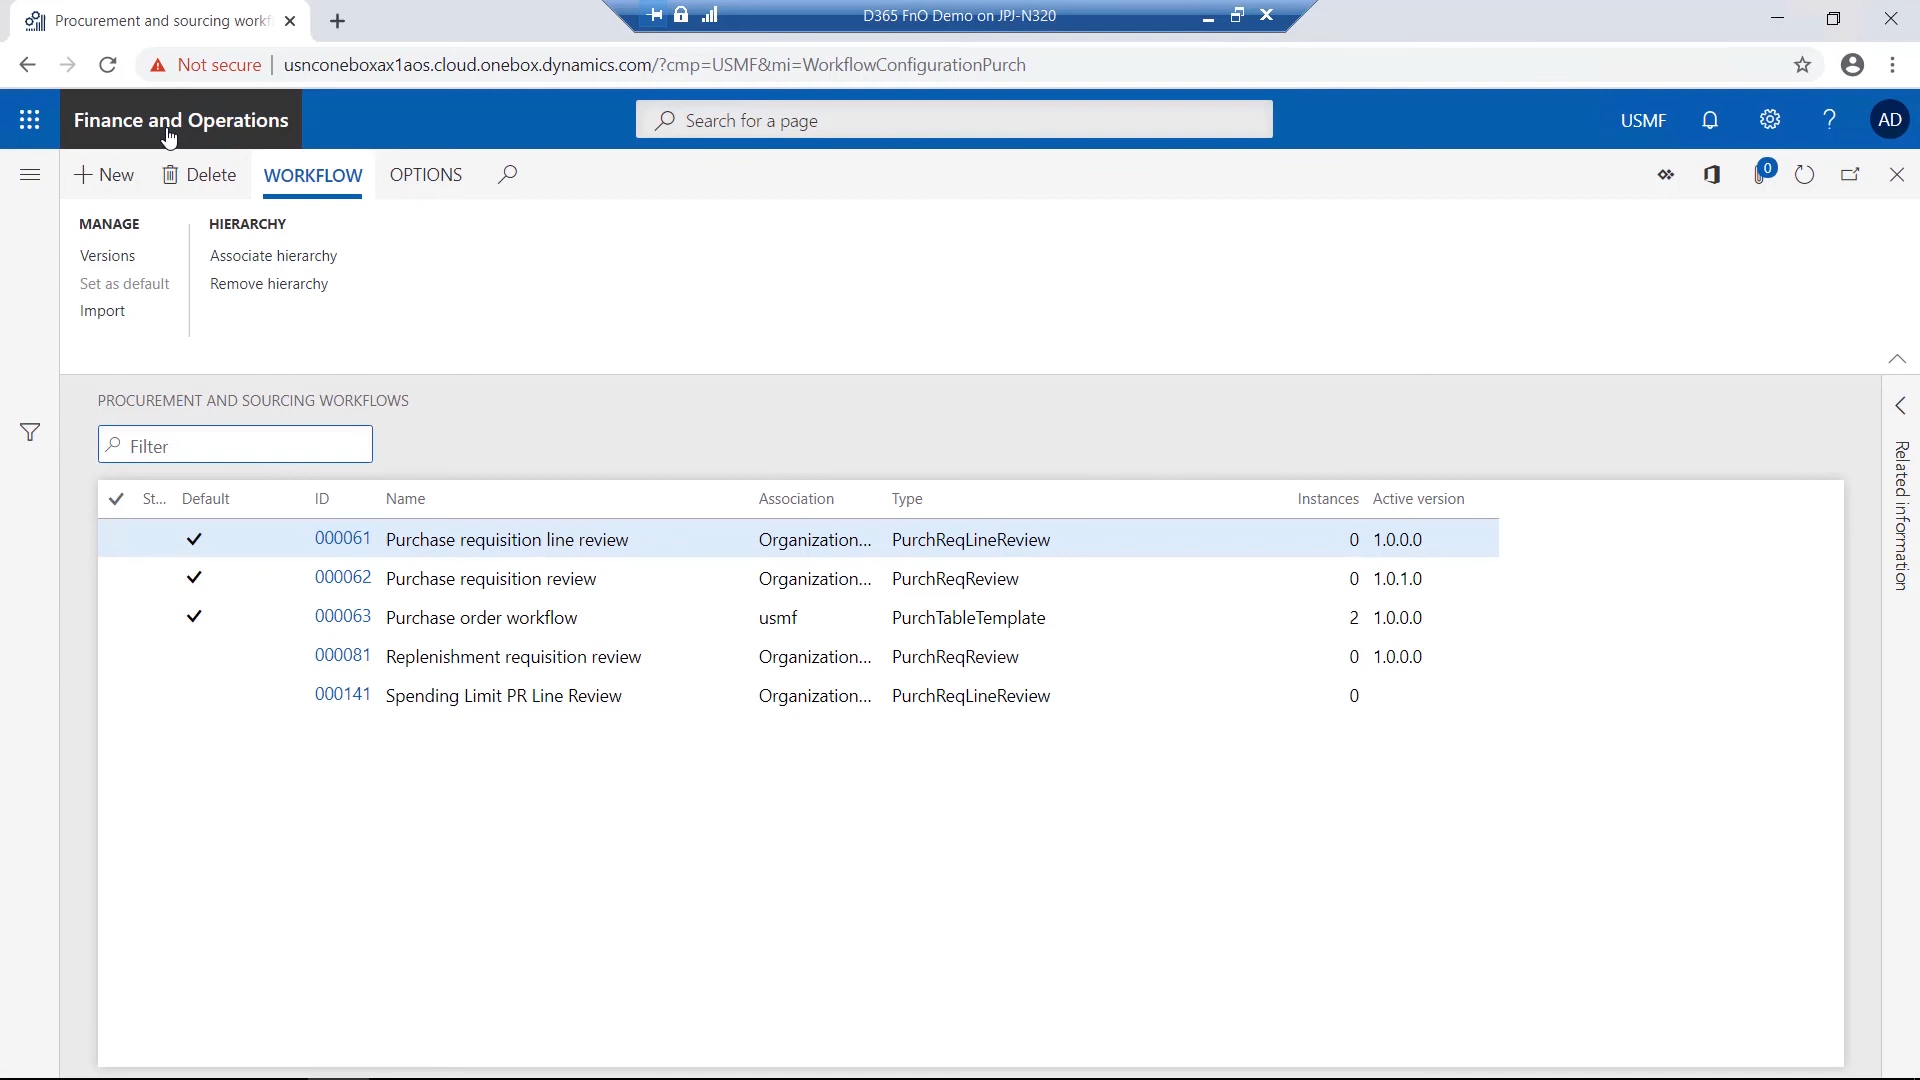 Procurement and sourcing workf
D365 FnO Demo on JPJ-N320
Not secure
usnconeboxax1aos.cloud.onebox.dynamics.com/?cmp=USMF&mi=WorkflowConfigurationPurch
Finance and Operations
Search for a page
USMF
?
AD
New
Delete
WORKFLOW
OPTIONS
0
MANAGE
HIERARCHY
Versions
Associate hierarchy
Set as default
Remove hierarchy
Import
PROCUREMENT AND SOURCING WORKFLOWS
Filter
Related information
St... Default ID Name Association Type Instances Active version
000061 Purchase requisition line review Organization... PurchReqLineReview 0 1.0.0.0
000062 Purchase requisition review Organization... PurchReqReview 0 1.0.1.0
000063 Purchase order workflow usmf PurchTableTemplate 2 1.0.0.0
000081 Replenishment requisition review Organization... PurchReqReview 0 1.0.0.0
000141 Spending Limit PR Line Review Organization... PurchReqLineReview 0